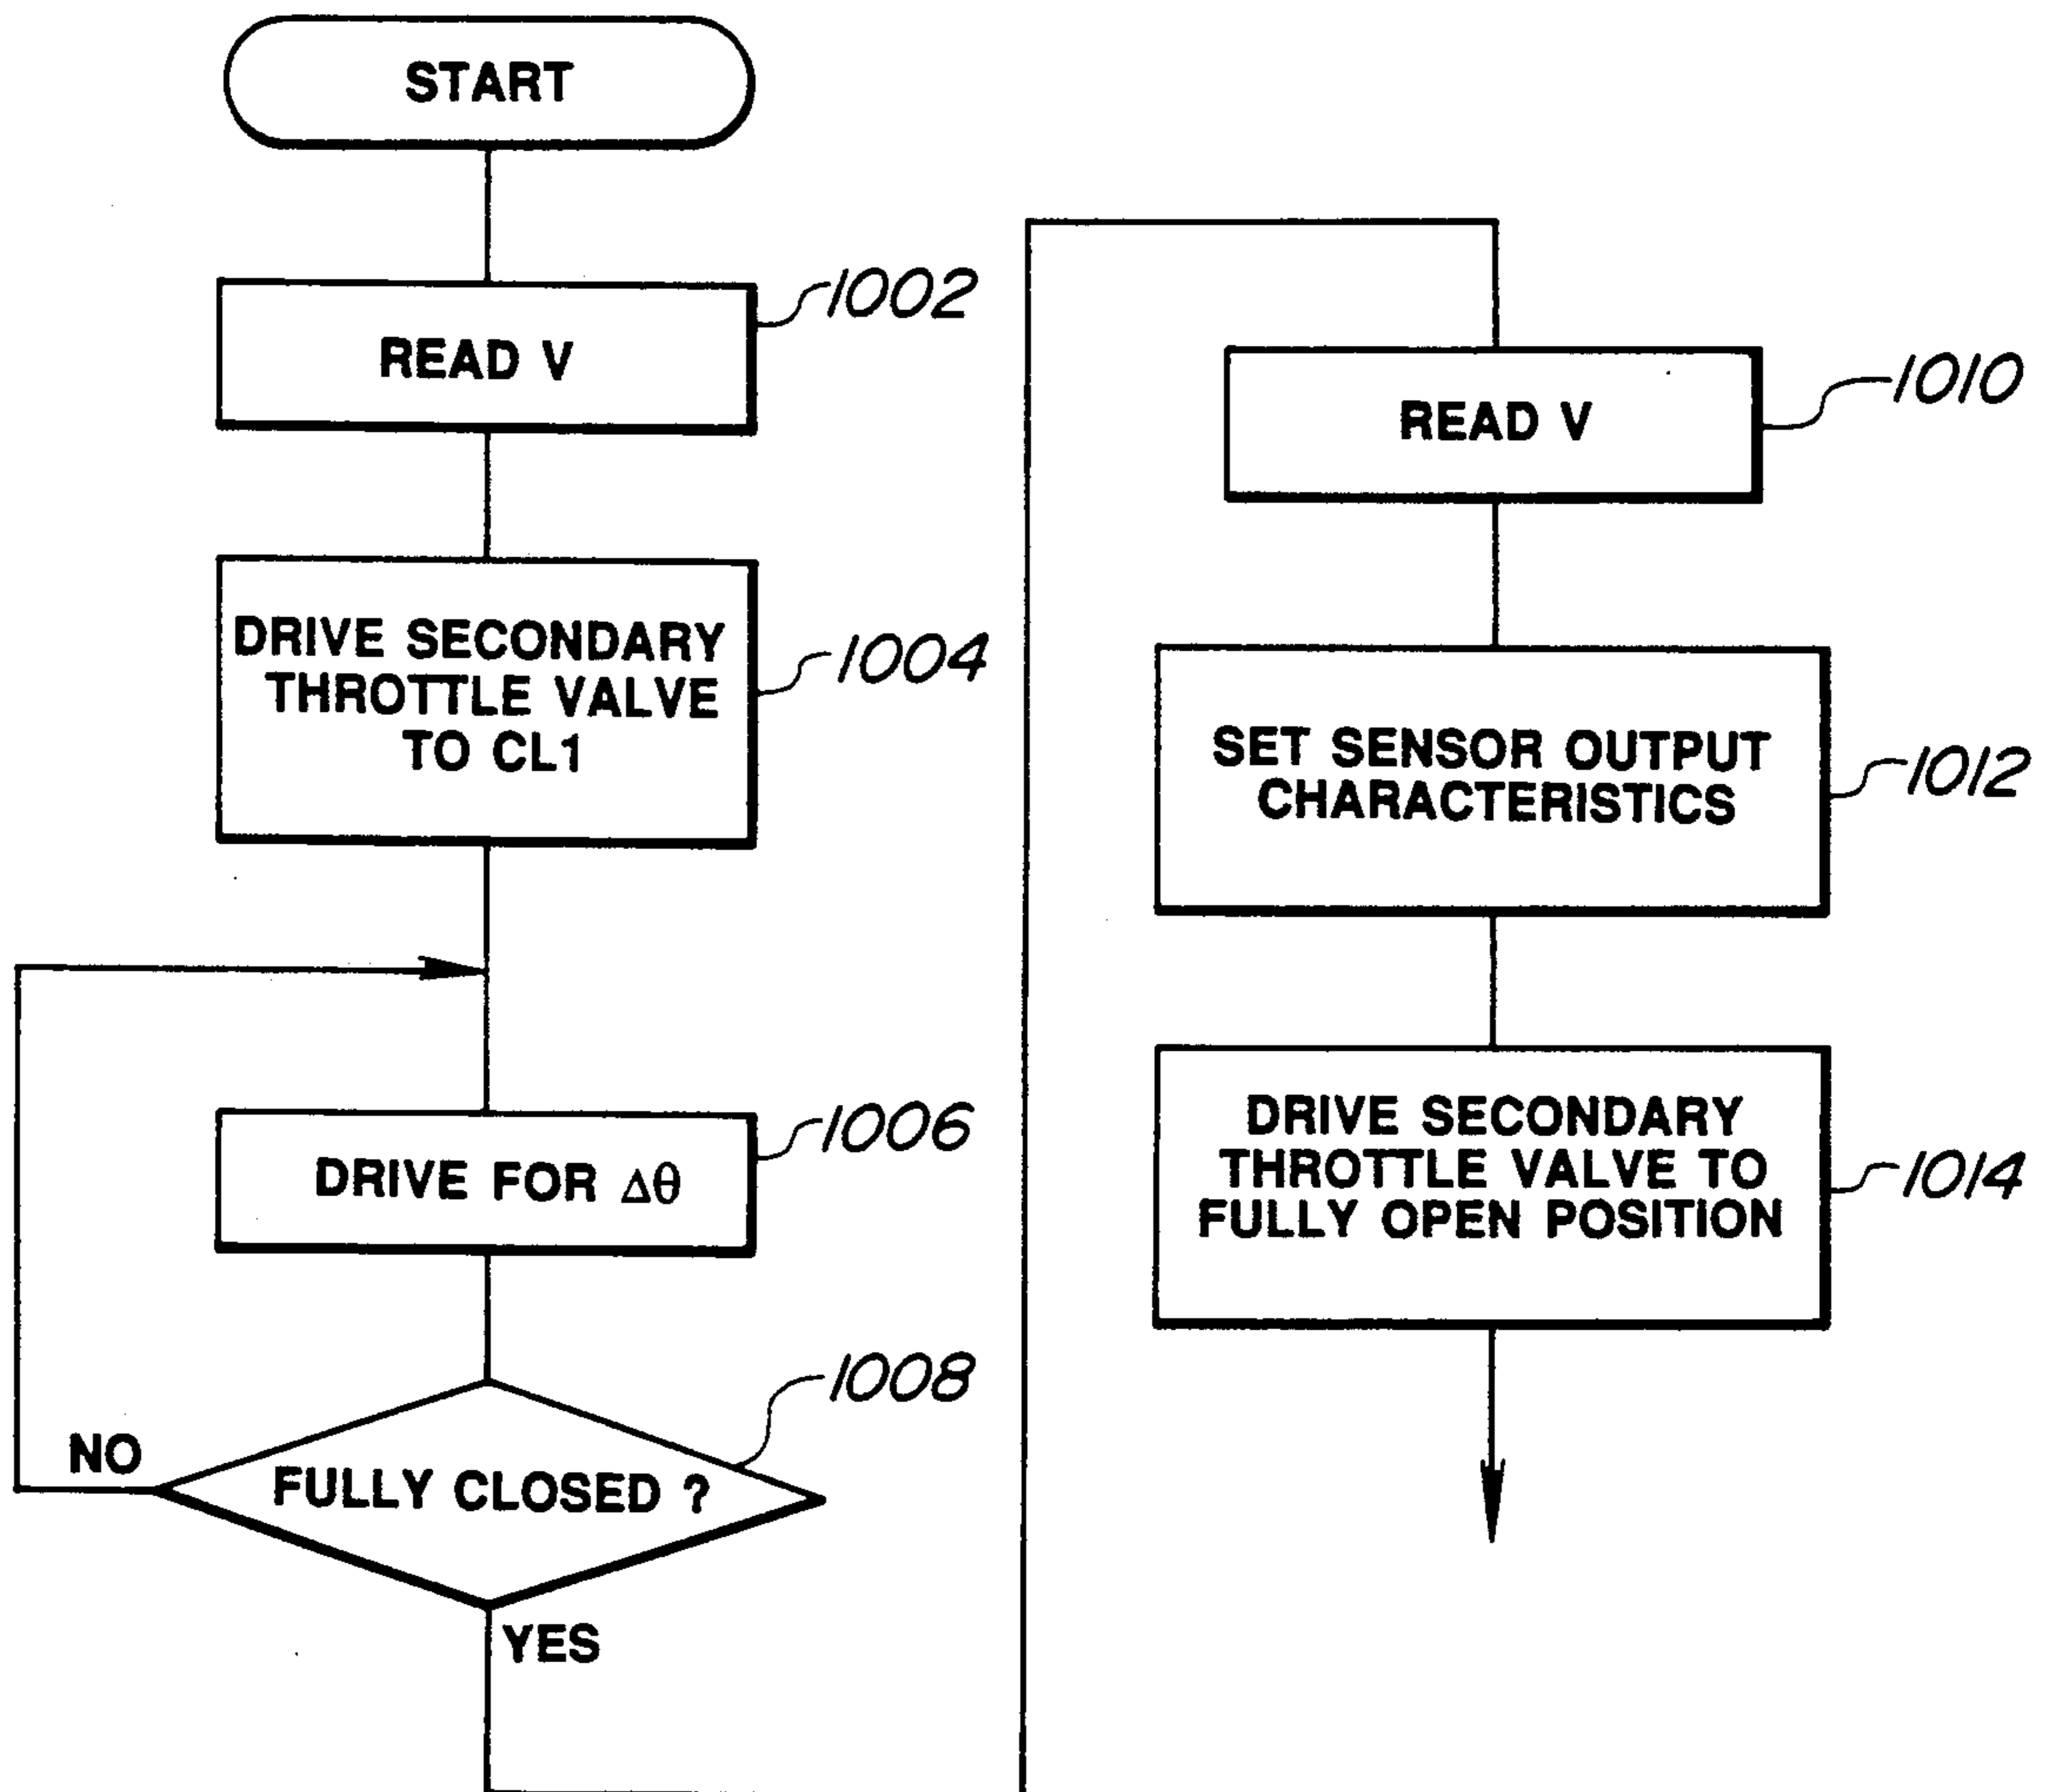 START
1002
READ V
DRIVE SECONDARY
THROTTLE VALVE
TO CL1
1004
1006
DRIVE FOR Δθ
1008
NO
FULLY CLOSED ?
YES
1010
READ V
SET SENSOR OUTPUT
CHARACTERISTICS
1012
DRIVE SECONDARY
THROTTLE VALVE TO
FULLY OPEN POSITION
1014